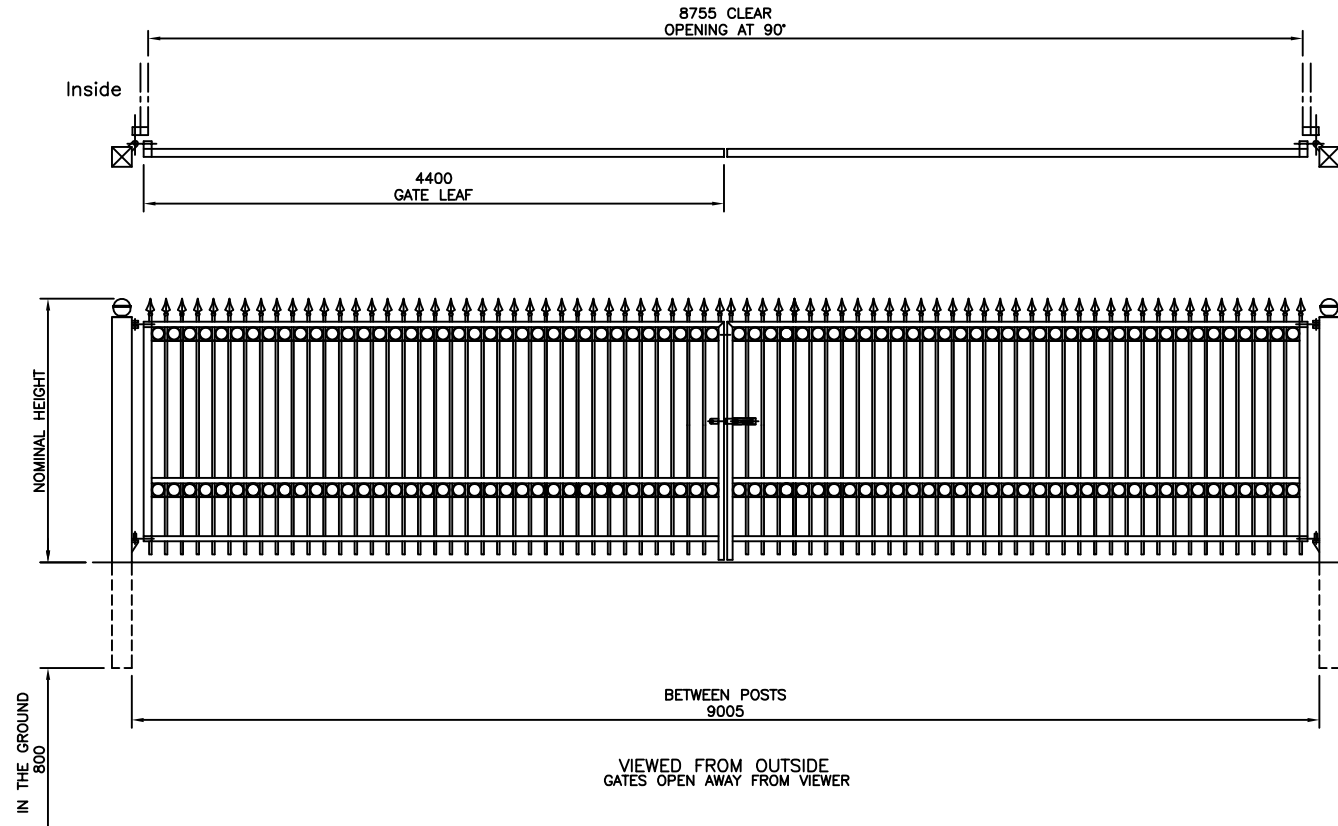 8755 CLEAR
OPENING AT 90°
Inside
4400
GATE LEAF
NOMINAL HEIGHT
BETWEEN POSTS
9005
IN THE GROUND
800
VIEWED FROM OUTSIDE
GATES OPEN AWAY FROM VIEWER